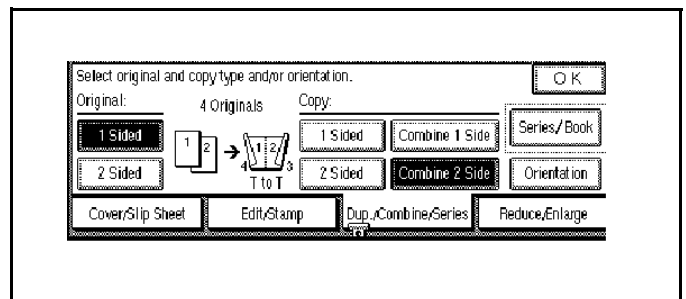 Select original and copy type and/or orientation.
OK
Original:
4 Originals
Copy:
1 Sided
1 2
1 2
4 3
T to T
1 Sided
Combine 1 Side
Series/Book
2 Sided
2 Sided
Combine 2 Side
Orientation
Cover/Slip Sheet
Edit/Stamp
Dup./Combine/Series
Reduce/Enlarge